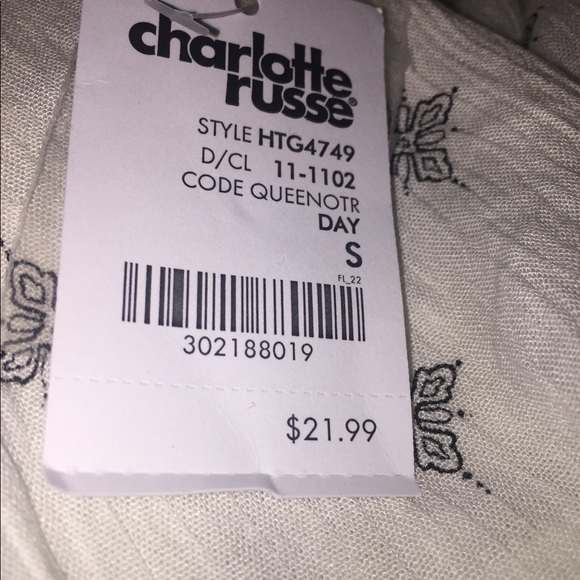 charlotte
russe®
STYLE HTG4749
D/CL 11-1102
CODE QUEENOTR
DAY
S
FL_22
302188019
$21.99